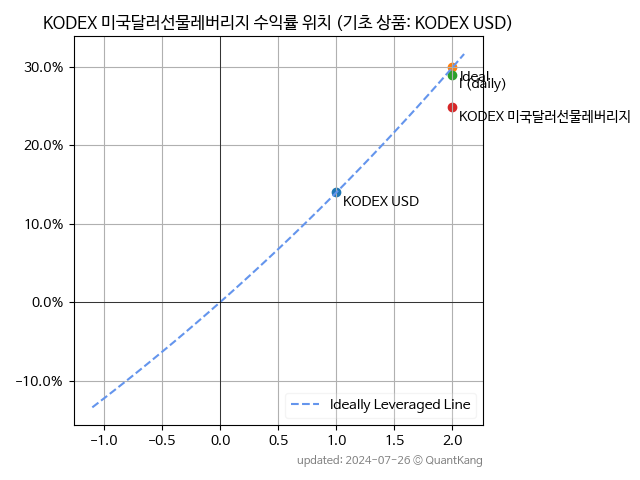 KODEX 미국달러선물레버리지 수익률 위치 (기초 상품: KODEX USD)
30.0%
Ideal
l (daily)
KODEX 미국달러선물레버리지
20.0%
KODEX USD
10.0%
0.0%
-10.0%
Ideally Leveraged Line
-1.0 -0.5 0.0 0.5 1.0 1.5 2.0
updated: 2024-07-26 © QuantKang